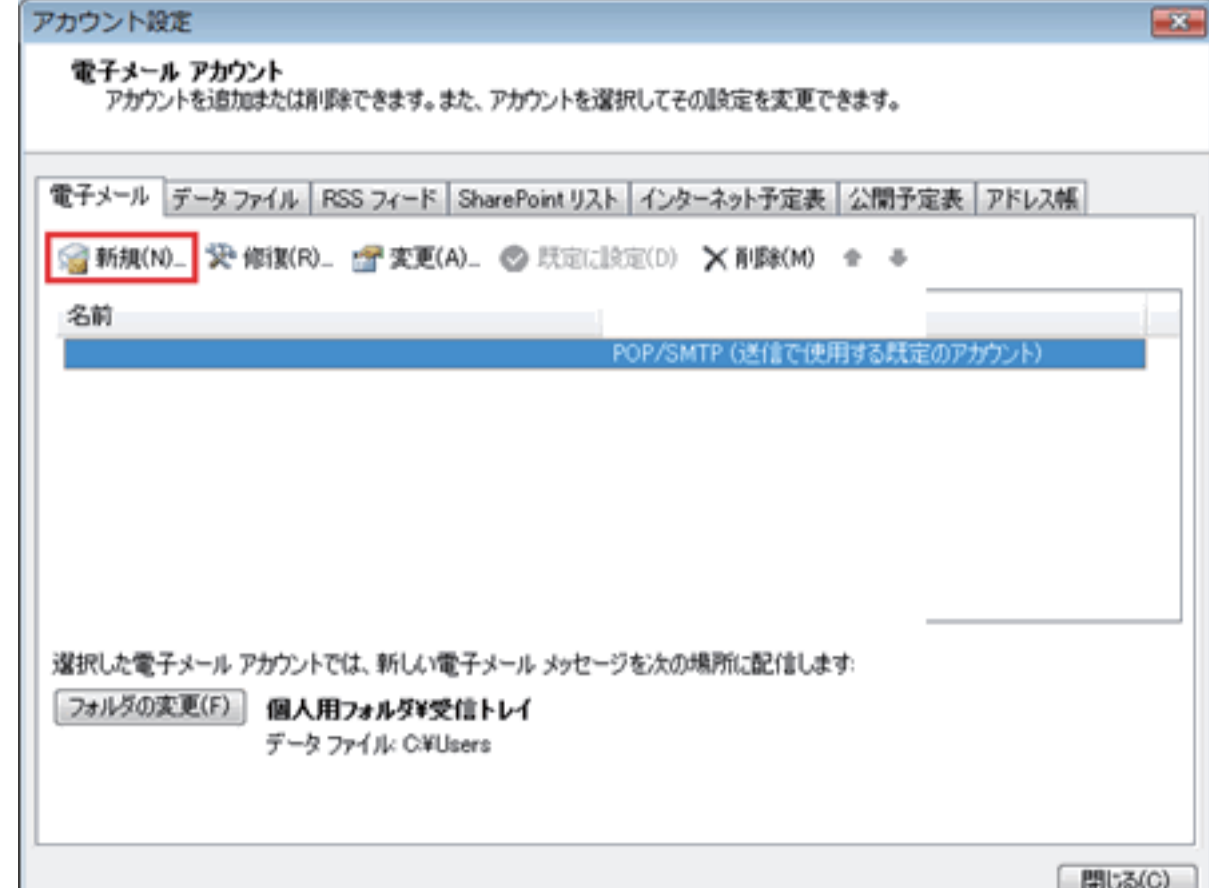 アカウント設定
電子メール アカウント
アカウントを追加または削除できます。また、アカウントを選択してその設定を変更できます。
電子メール データ ファイル RSS フィード SharePoint リスト インターネット予定表 公開予定表 アドレス帳
新規(N)... 修復(R)... 変更(A)... 既定に設定(D) 削除(M)
名前
POP/SMTP (送信で使用する既定のアカウント)
選択した電子メール アカウントでは、新しい電子メール メッセージを次の場所に配信します:
フォルダの変更(F) 個人用フォルダ¥受信トレイ
データ ファイル: C:¥Users
閉じる(C)